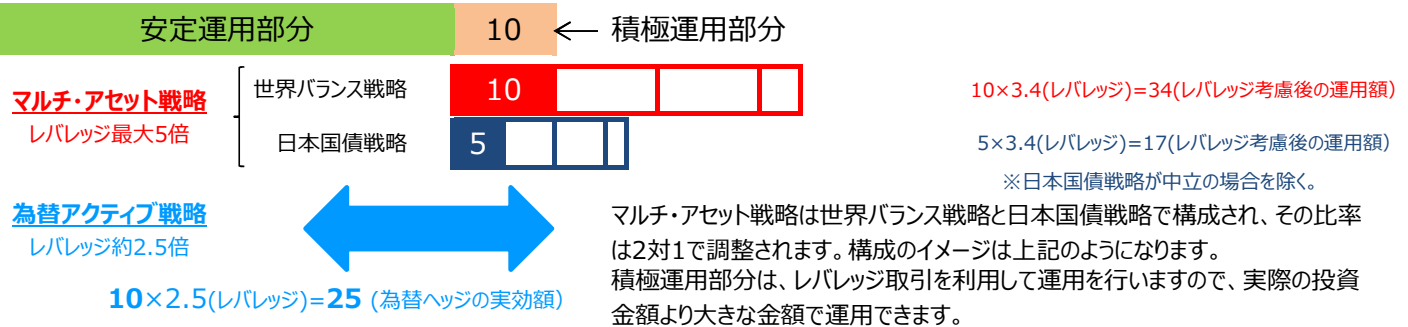 安定運用部分
10
← 積極運用部分
マルチ・アセット戦略
レバレッジ最大5倍
世界バランス戦略
10
10×3.4(レバレッジ)=34(レバレッジ考慮後の運用額)
日本国債戦略
5
5×3.4(レバレッジ)=17(レバレッジ考慮後の運用額)
※日本国債戦略が中立の場合を除く。
為替アクティブ戦略
レバレッジ約2.5倍
10×2.5(レバレッジ)=25 (為替ヘッジの実効額)
マルチ・アセット戦略は世界バランス戦略と日本国債戦略で構成され、その比率
は2対1で調整されます。構成のイメージは上記のようになります。
積極運用部分は、レバレッジ取引を利用して運用を行いますので、実際の投資
金額より大きな金額で運用できます。